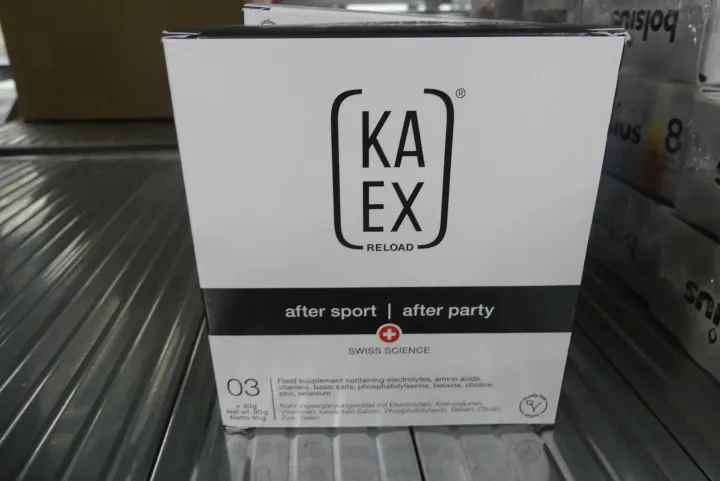 KA
EX
®
RELOAD
after sport | after party
SWISS SCIENCE
03
x 30g
Food supplement containing electrolytes, amino acids,
vitamins, basic salts, phosphatidylserine, betaine, choline,
zinc, selenium
Nahrungsergänzungsmittel mit Elektrolyten, Aminosäuren,
Vitaminen, basischen Salzen, Phosphatidylserin, Betain, Cholin,
Zink, Selen
bolsius
8